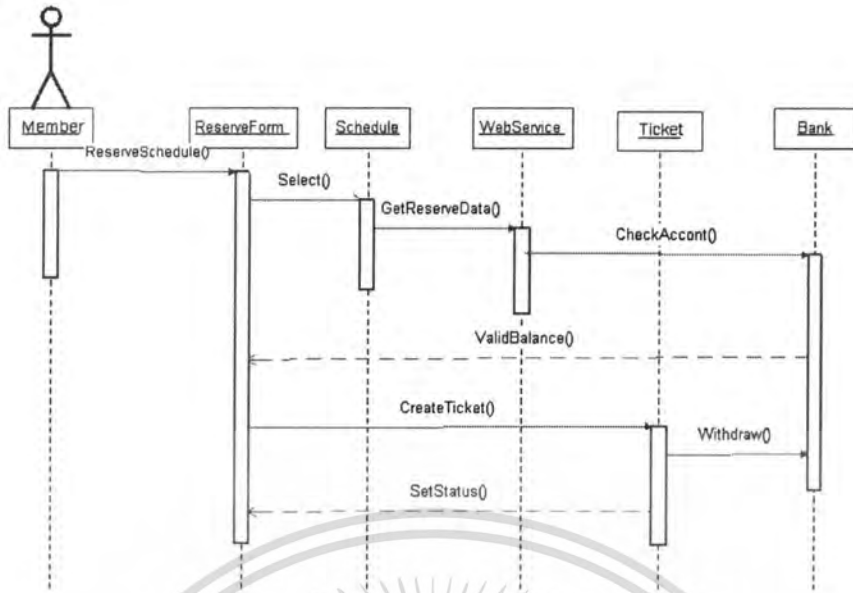 Member
ReserveForm
Schedule
WebService
Ticket
Bank
ReserveSchedule()
Select()
GetReserveData()
CheckAccont()
ValidBalance()
CreateTicket()
Withdraw()
SetStatus()